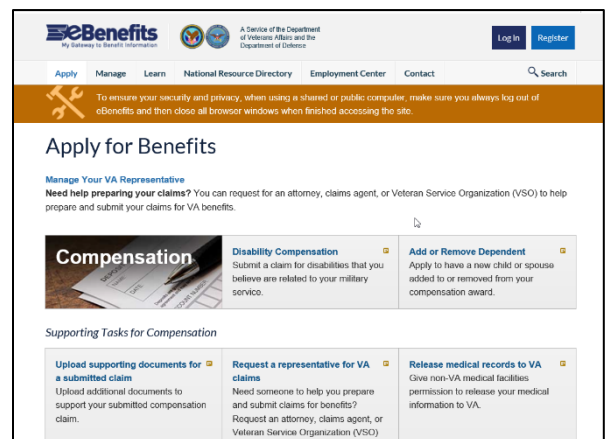 eBenefits
My Gateway to Benefit Information
A Service of the Department
of Veterans Affairs and the
Department of Defense
Log In Register
Apply Manage Learn National Resource Directory Employment Center Contact Search
To ensure your security and privacy, when using a shared or public computer, make sure you always log out of
eBenefits and then close all browser windows when finished accessing the site.
Apply for Benefits
Manage Your VA Representative
Need help preparing your claims? You can request for an attorney, claims agent, or Veteran Service Organization (VSO) to help
prepare and submit your claims for VA benefits.
Compensation
Disability Compensation
Submit a claim for disabilities that you
believe are related to your military
service.
Add or Remove Dependent
Apply to have a new child or spouse
added to or removed from your
compensation award.
Supporting Tasks for Compensation
Upload supporting documents for
a submitted claim
Upload additional documents to
support your submitted compensation
claim.
Request a representative for VA
claims
Need someone to help you prepare
and submit claims for benefits?
Request an attorney, claims agent, or
Veteran Service Organization (VSO)
Release medical records to VA
Give non-VA medical facilities
permission to release your medical
information to VA.